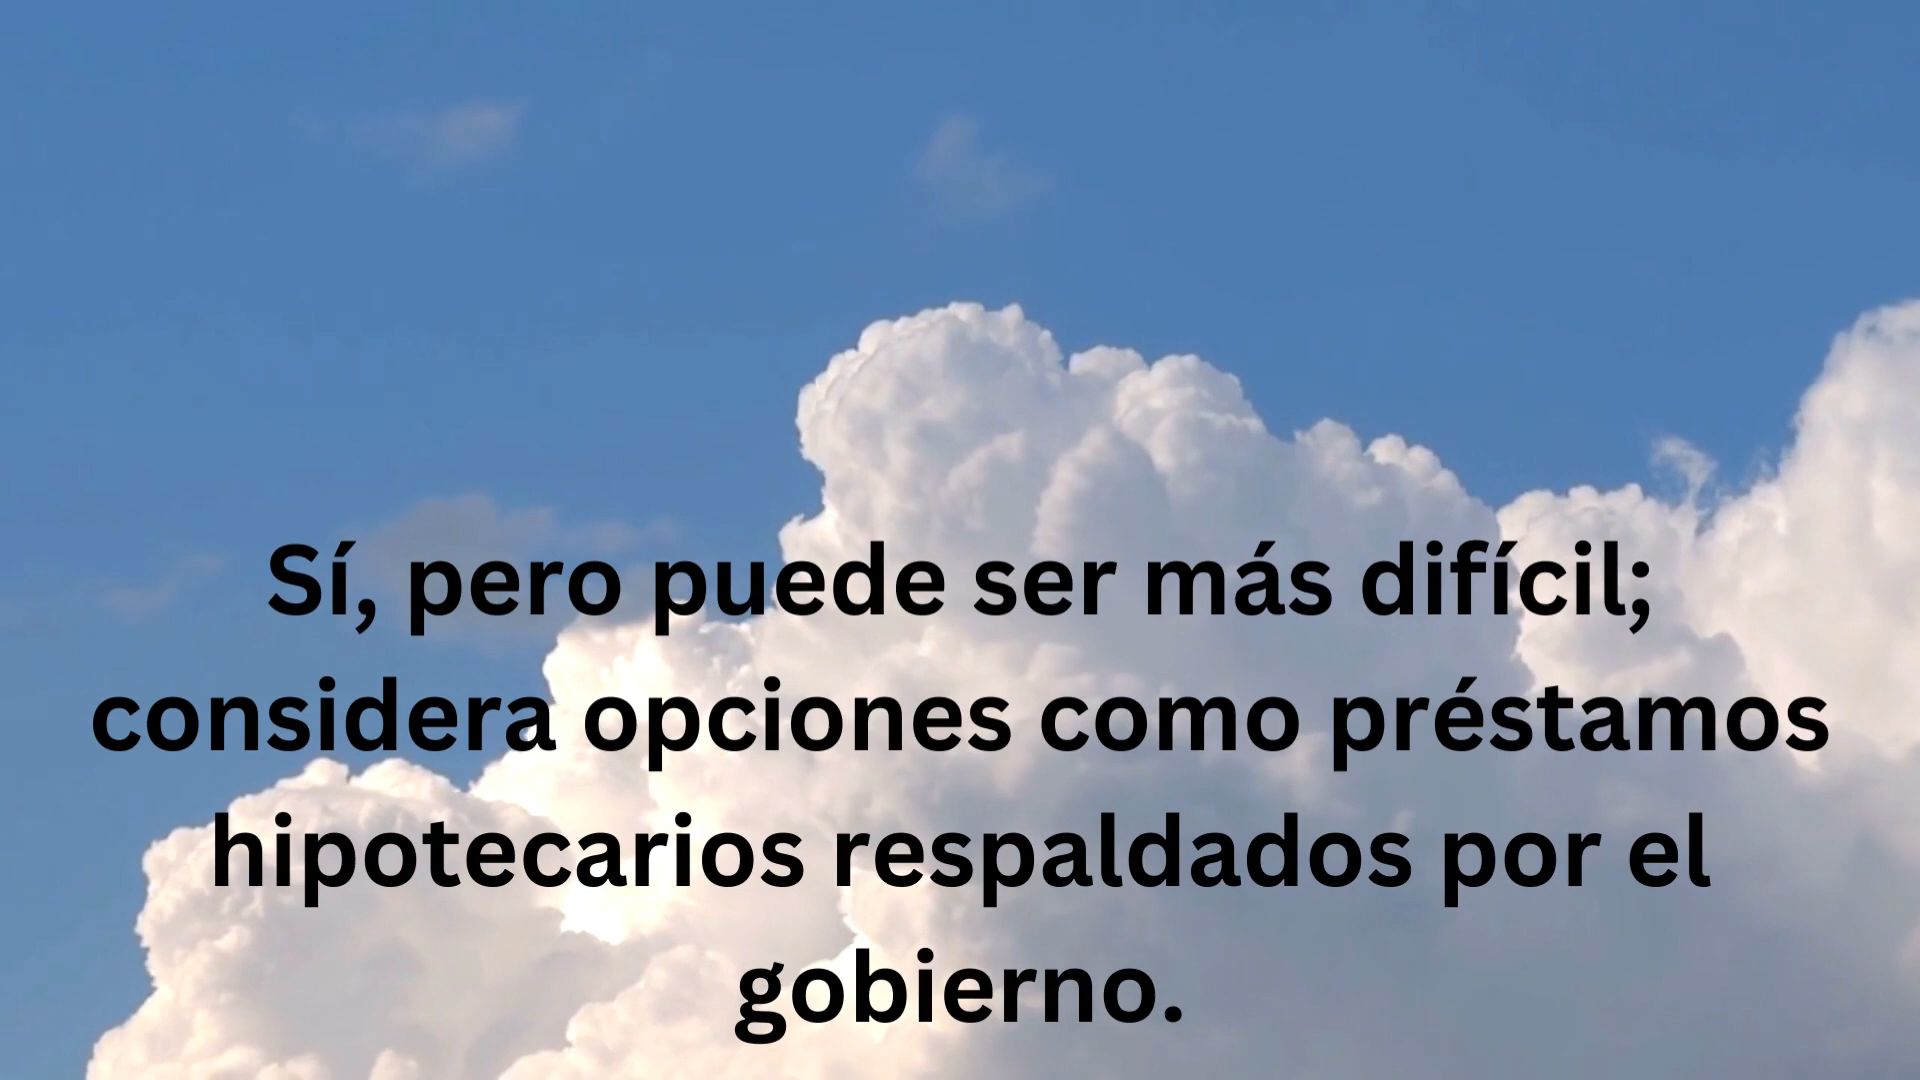 Sí, pero puede ser más difícil;
considera opciones como préstamos
hipotecarios respaldados por el
gobierno.